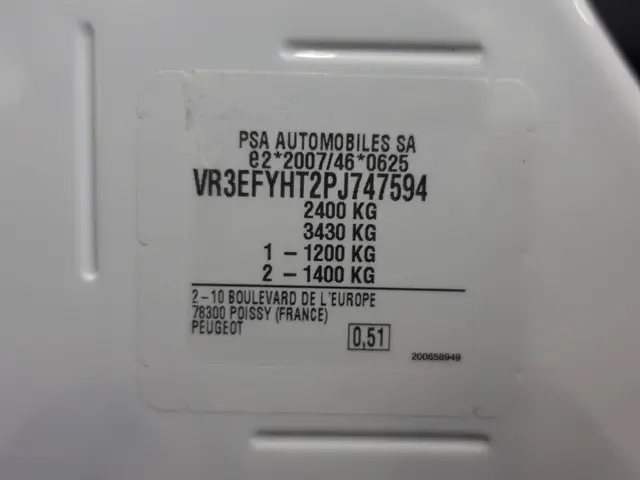 PSA AUTOMOBILES SA
e2*2007/46*0625
VR3EFYHT2PJ747594
2400 KG
3430 KG
1 – 1200 KG
2 – 1400 KG
2–10 BOULEVARD DE L'EUROPE
78300 POISSY (FRANCE)
PEUGEOT
0,51
200658949